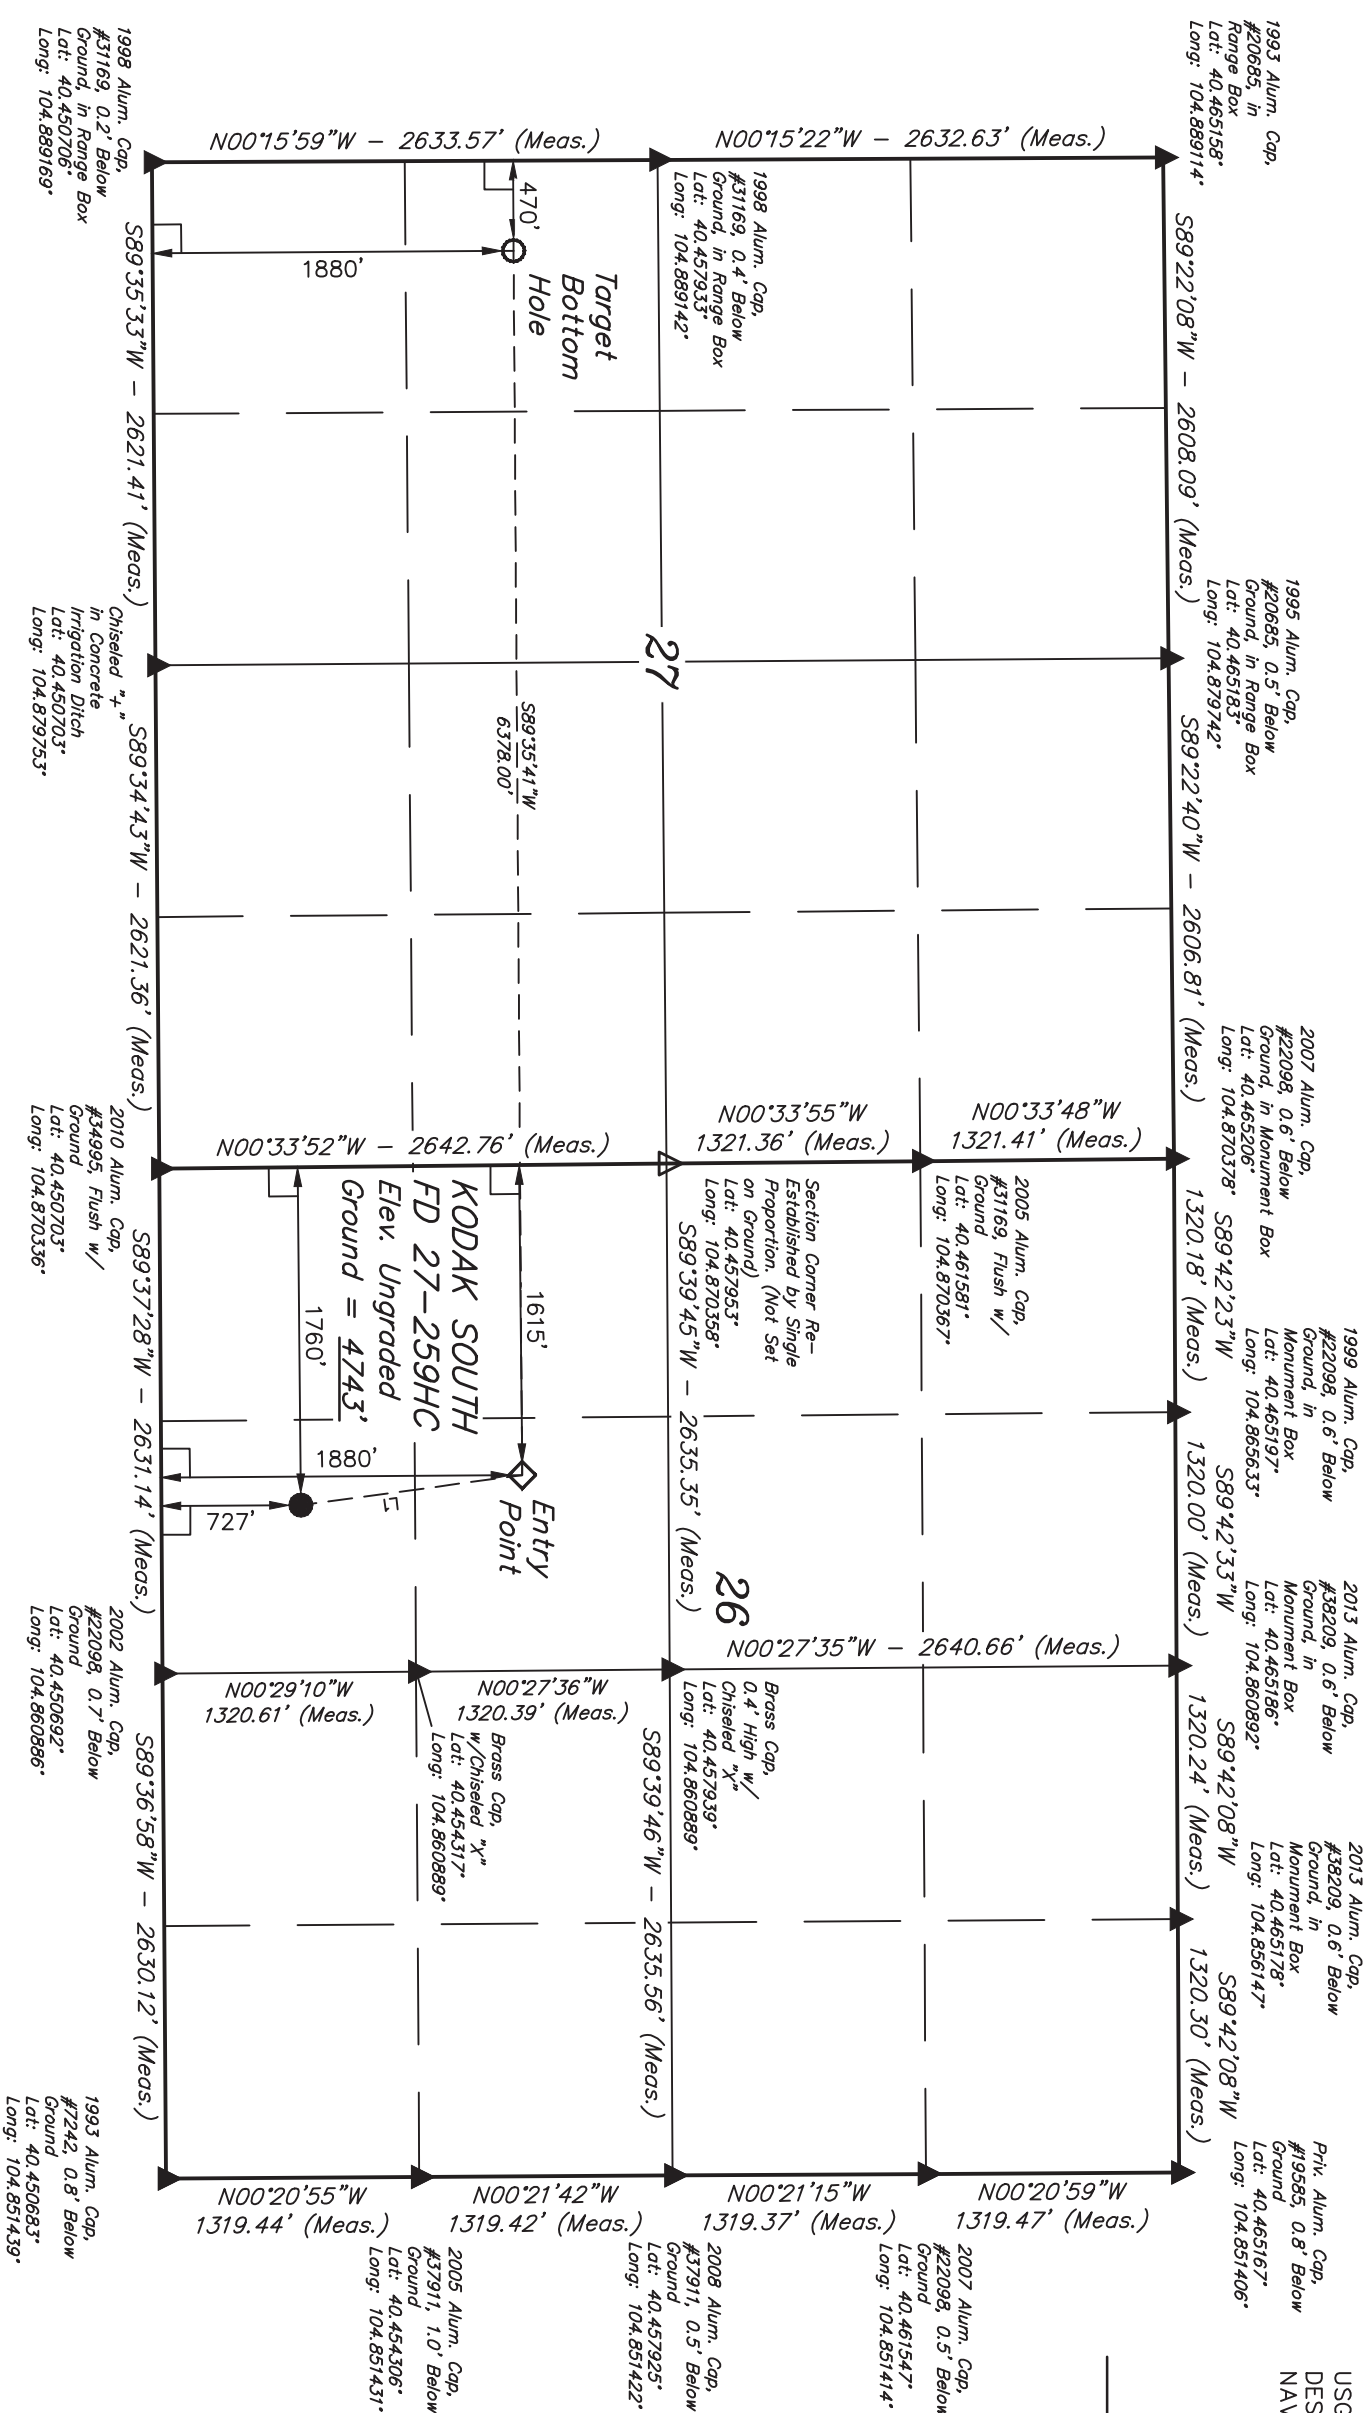 1993 Alum. Cap,
#20685, in
Range Box
Lat: 40.465158°
Long: 104.889114°
S89°22'08"W - 2608.09' (Meas.)
1995 Alum. Cap,
#20685, 0.5' Below
Ground, in Range Box
Lat: 40.465183°
Long: 104.879742°
S89°22'40"W - 2606.81' (Meas.)
2007 Alum. Cap,
#22098, 0.6' Below
Ground, in Monument Box
Lat: 40.465206°
Long: 104.870378°
S89°42'23"W
1320.18' (Meas.)
1999 Alum. Cap,
#22098, 0.6' Below
Ground, in
Monument Box
Lat: 40.465197°
Long: 104.865633°
S89°42'33"W
1320.00' (Meas.)
2013 Alum. Cap,
#38209, 0.6' Below
Ground, in
Monument Box
Lat: 40.465186°
Long: 104.860892°
S89°42'08"W
1320.24' (Meas.)
2013 Alum. Cap,
#38209, 0.6' Below
Ground, in
Monument Box
Lat: 40.465178°
Long: 104.856147°
S89°42'08"W
1320.30' (Meas.)
Priv. Alum. Cap,
#19585, 0.8' Below
Ground
Lat: 40.465167°
Long: 104.851406°
USG
DES
NAV
N00°15'22"W - 2632.63' (Meas.)
N00°33'48"W
1321.41' (Meas.)
2005 Alum. Cap,
#31169, Flush w/
Ground
Lat: 40.461581°
Long: 104.870367°
N00°33'55"W
1321.36' (Meas.)
N00°27'35"W - 2640.66' (Meas.)
N00°20'59"W
1319.47' (Meas.)
2007 Alum. Cap,
#22098, 0.5' Below
Ground
Lat: 40.461547°
Long: 104.851414°
N00°21'15"W
1319.37' (Meas.)
1998 Alum. Cap,
#31169, 0.4' Below
Ground, in Range Box
Lat: 40.457933°
Long: 104.889142°
27
Section Corner Re-
Established by Single
Proportion. (Not Set
on Ground)
Lat: 40.457953°
Long: 104.870358°
S89°39'45"W - 2635.35' (Meas.)
26
Brass Cap,
0.4' High w/
Chiseled "X"
Lat: 40.457939°
Long: 104.860889°
S89°39'46"W - 2635.56' (Meas.)
2008 Alum. Cap,
#37911, 0.5' Below
Ground
Lat: 40.457925°
Long: 104.851422°
N00°15'59"W - 2633.57' (Meas.)
470'
1880'
Target
Bottom
Hole
S89°35'41"W
6378.00'
N00°33'52"W - 2642.76' (Meas.)
1615'
Entry
Point
KODAK SOUTH
FD 27-259HC
Elev. Ungraded
Ground = 4743'
1760'
1880'
L1
727'
N00°27'36"W
1320.39' (Meas.)
Brass Cap,
w/Chiseled "X"
Lat: 40.454317°
Long: 104.860889°
N00°29'10"W
1320.61' (Meas.)
N00°21'42"W
1319.42' (Meas.)
2005 Alum. Cap,
#37911, 1.0' Below
Ground
Lat: 40.454306°
Long: 104.851431°
N00°20'55"W
1319.44' (Meas.)
1998 Alum. Cap,
#31169, 0.2' Below
Ground, in Range Box
Lat: 40.450706°
Long: 104.889169°
S89°35'33"W - 2621.41' (Meas.)
Chiseled "+"
in Concrete
Irrigation Ditch
Lat: 40.450703°
Long: 104.879753°
S89°34'43"W - 2621.36' (Meas.)
2010 Alum. Cap,
#34995, Flush w/
Ground
Lat: 40.450703°
Long: 104.870336°
S89°37'28"W - 2631.14' (Meas.)
2002 Alum. Cap,
#22098, 0.7' Below
Ground
Lat: 40.450692°
Long: 104.860886°
S89°36'58"W - 2630.12' (Meas.)
1993 Alum. Cap,
#7242, 0.8' Below
Ground
Lat: 40.450683°
Long: 104.851439°